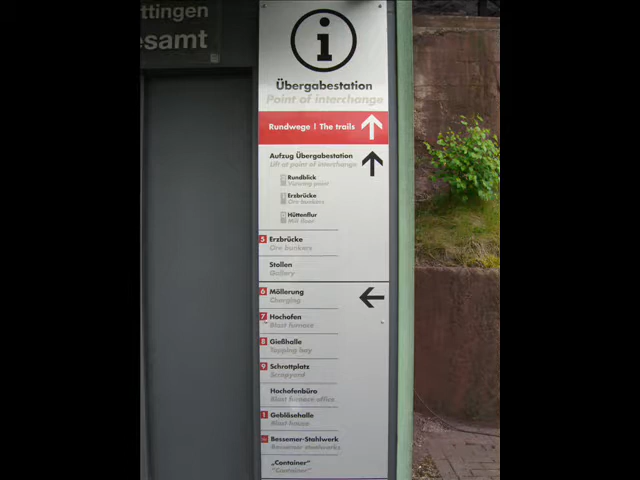 ttingen
esamt
i
Übergabestation
Point of interchange
Rundwege | The trails
Aufzug Übergabestation
Lift at point of interchange
Rundblick
Viewing point
Erzbrücke
Ore bunkers
Hüttenflur
Mill floor
5 Erzbrücke
Ore bunkers
Stollen
Gallery
6 Möllerung
Charging
7 Hochofen
Blast furnace
8 Gießhalle
Tapping bay
9 Schrottplatz
Scrapyard
Hochofenbüro
Blast furnace office
1 Gebläsehalle
Blast house
Bessemer-Stahlwerk
Bessemer steelworks
„Container“
"Container"